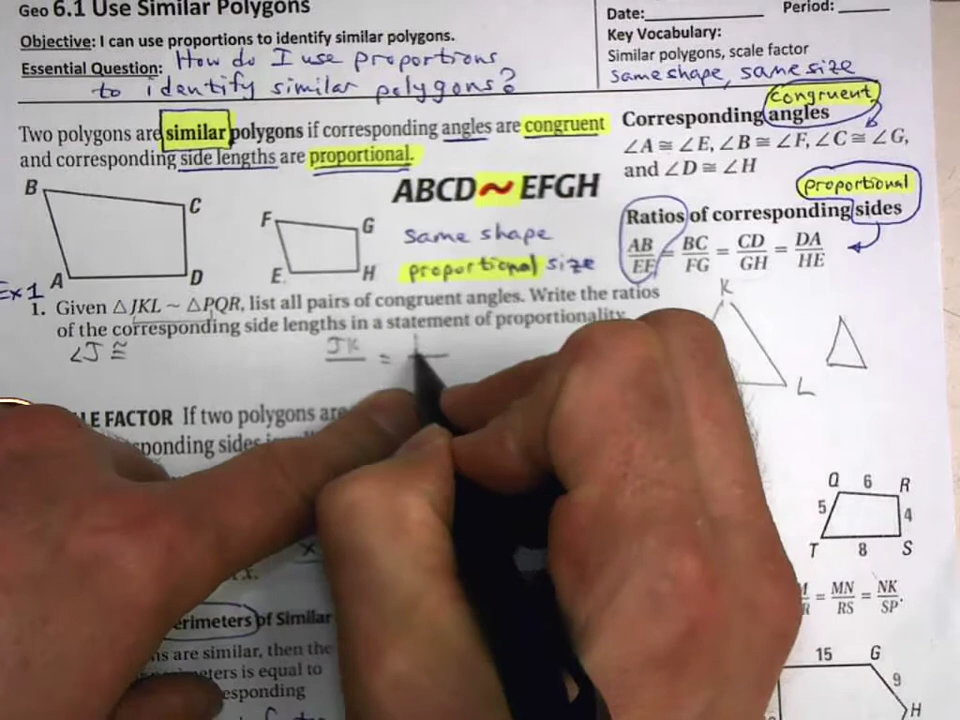 Geo 6.1 Use Similar Polygons
Date:
Period:
Objective: I can use proportions to identify similar polygons.
Essential Question: How do I use proportions
to identify similar polygons?
Key Vocabulary:
Similar polygons, scale factor
same shape, same size
congruent
Two polygons are similar polygons if corresponding angles are congruent
and corresponding side lengths are proportional.
Corresponding angles
∠A ≅ ∠E, ∠B ≅ ∠F, ∠C ≅ ∠G,
and ∠D ≅ ∠H
proportional
Ratios of corresponding sides
AB/EF = BC/FG = CD/GH = DA/HE
B
C
A
D
F
G
E
H
ABCD ~ EFGH
same shape
proportional size
Ex 1
1. Given △JKL ~ △PQR, list all pairs of congruent angles. Write the ratios
of the corresponding side lengths in a statement of proportionality.
∠J ≅
JK
=
K
L
LE FACTOR If two polygons are
ponding sides
Q 6 R
5
4
T 8 S
= MN/RS = NK/SP.
erimeters of Similar
ns are similar, then the
meters is equal to
esponding
15 G
9
H